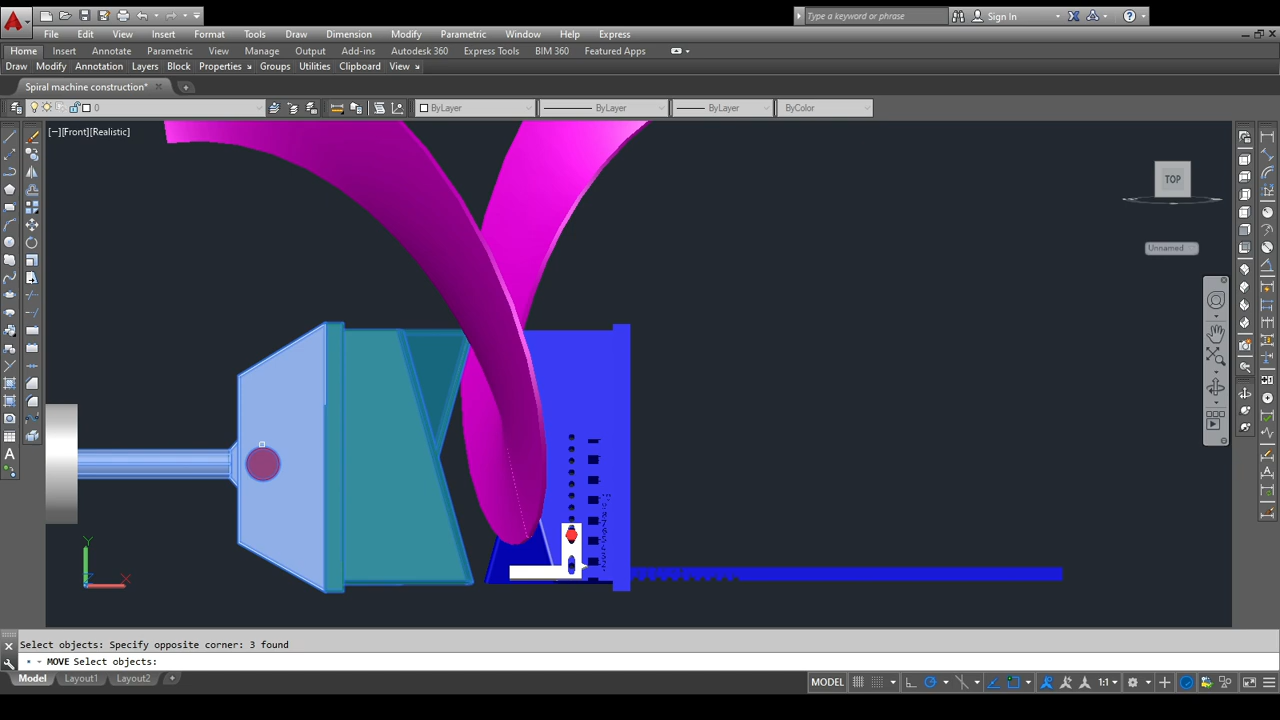 Type a keyword or phrase Sign In
File Edit View Insert Format Tools Draw Dimension Modify Parametric Window Help Express
Home Insert Annotate Parametric View Manage Output Add-ins Autodesk 360 Express Tools BIM 360 Featured Apps
Draw Modify Annotation Layers Block Properties Groups Utilities Clipboard View
Spiral machine construction*
0 ByLayer ByLayer ByLayer ByColor
[−][Front][Realistic]
TOP
Unnamed
Y
X
Select objects: Specify opposite corner: 3 found
MOVE Select objects:
Model Layout1 Layout2 MODEL 1:1